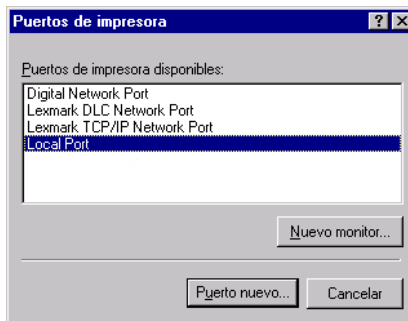 Puertos de impresora
Puertos de impresora disponibles:
Digital Network Port
Lexmark DLC Network Port
Lexmark TCP/IP Network Port
Local Port
Nuevo monitor...
Puerto nuevo...
Cancelar